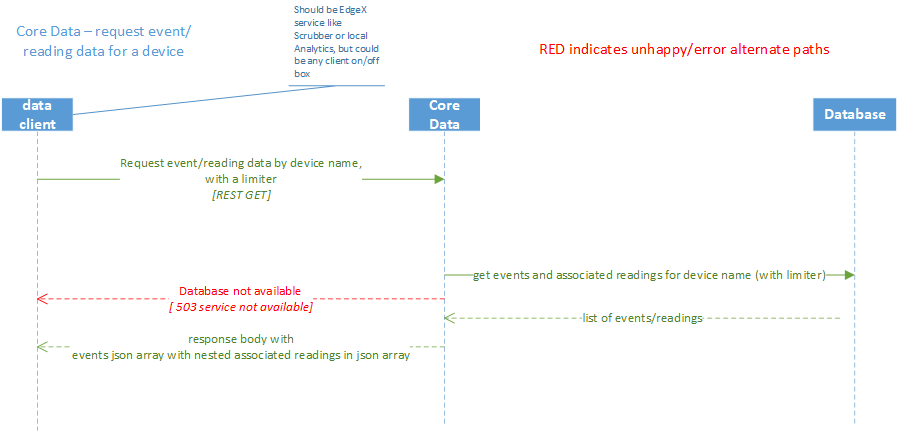 Core Data – request event/
reading data for a device
Should be EdgeX
service like
Scrubber or local
Analytics, but could
be any client on/off
box
RED indicates unhappy/error alternate paths
data
client
Core
Data
Database
Request event/reading data by device name,
with a limiter
[REST GET]
get events and associated readings for device name (with limiter)
Database not available
[ 503 service not available]
list of events/readings
response body with
events json array with nested associated readings in json array